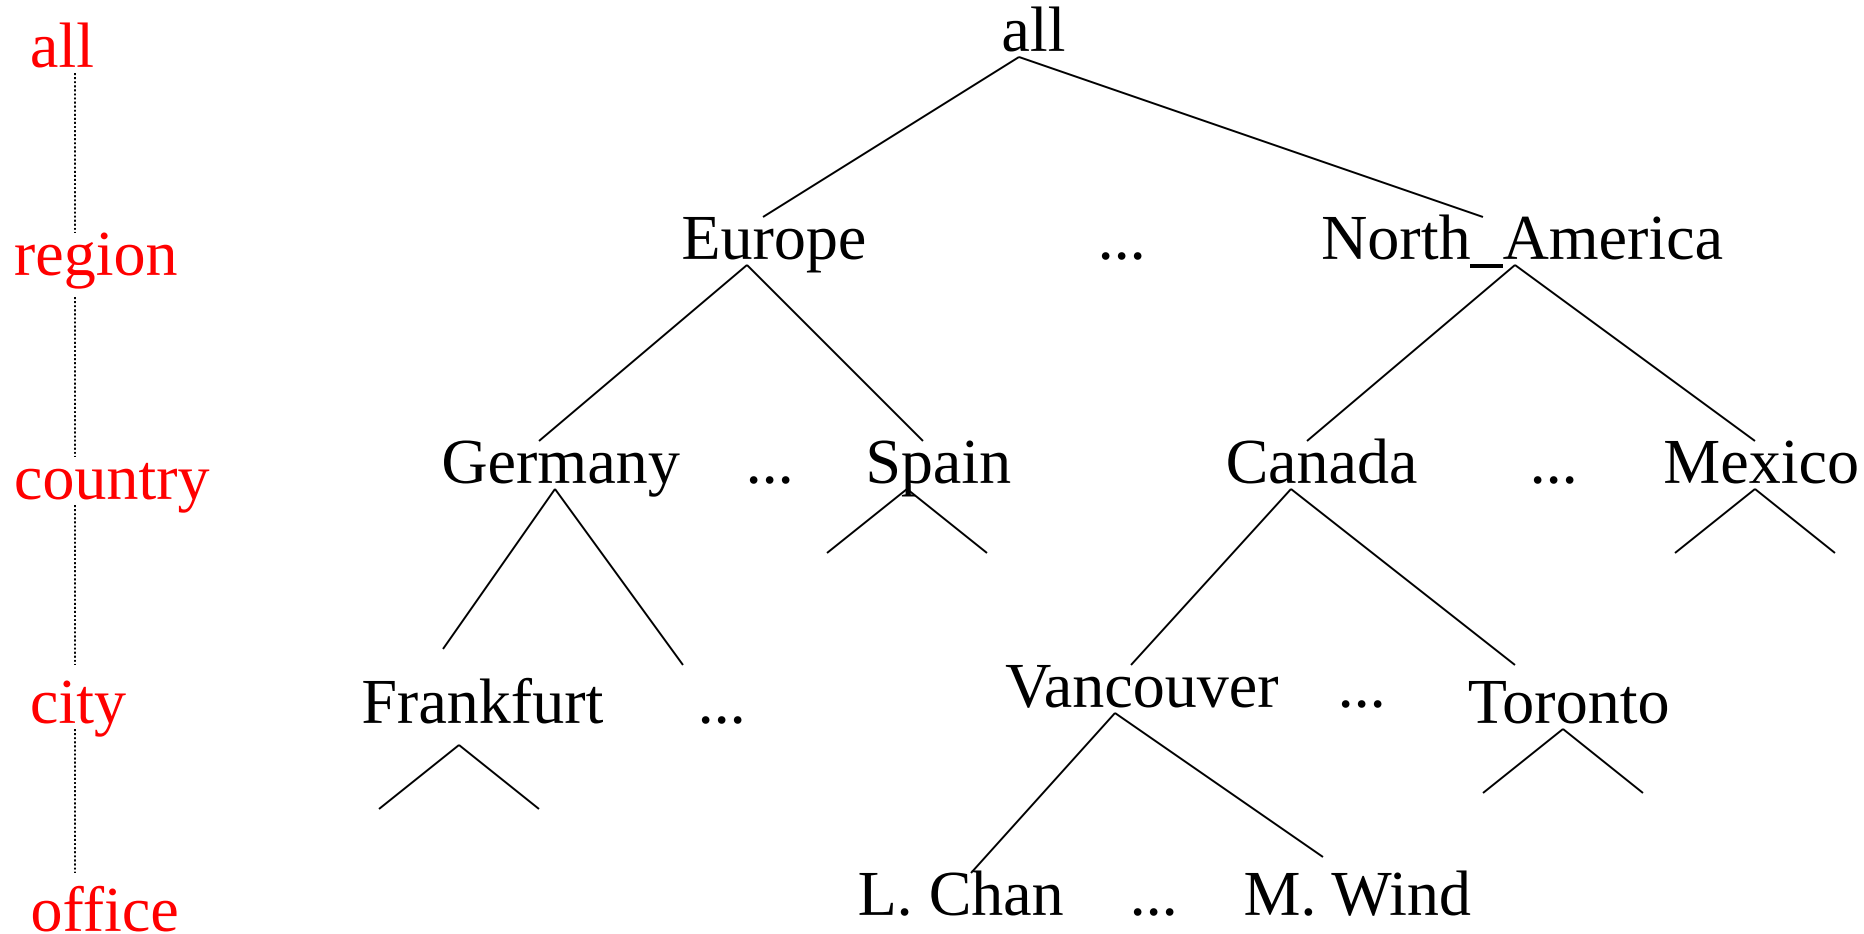 all
all
region
Europe
...
North_America
country
Germany
...
Spain
Canada
...
Mexico
city
Frankfurt
...
Vancouver
...
Toronto
office
L. Chan
...
M. Wind